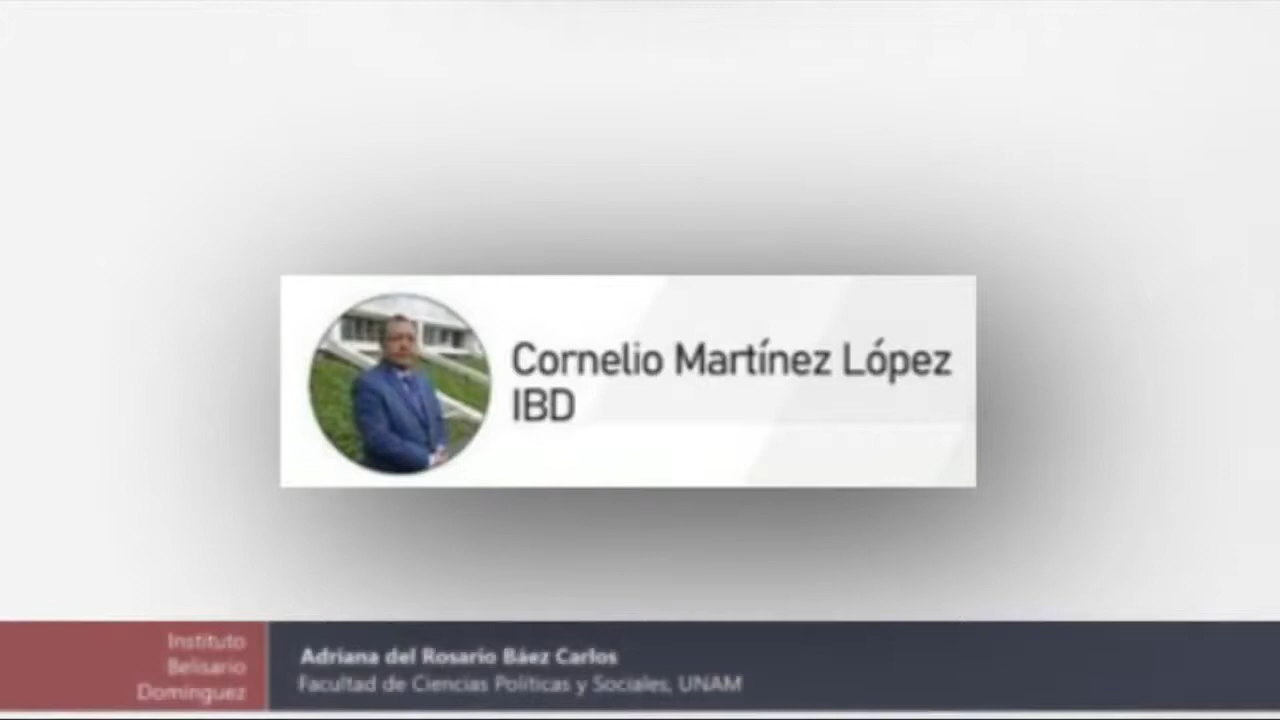 Cornelio Martínez López
IBD
Instituto
Belisario
Domínguez
Adriana del Rosario Báez Carlos
Facultad de Ciencias Políticas y Sociales, UNAM